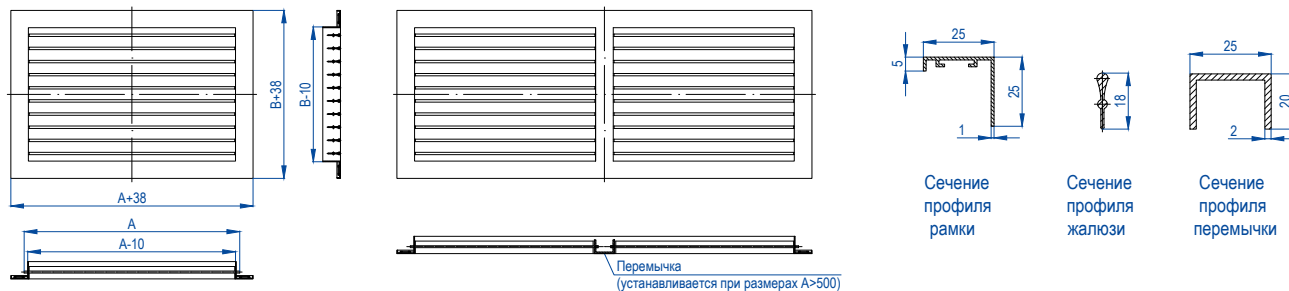 B+38
B-10
A+38
A
A-10
Перемычка
(устанавливается при размерах A>500)
25
5
25
1
18
25
20
2
Сечение
профиля
рамки
Сечение
профиля
жалюзи
Сечение
профиля
перемычки